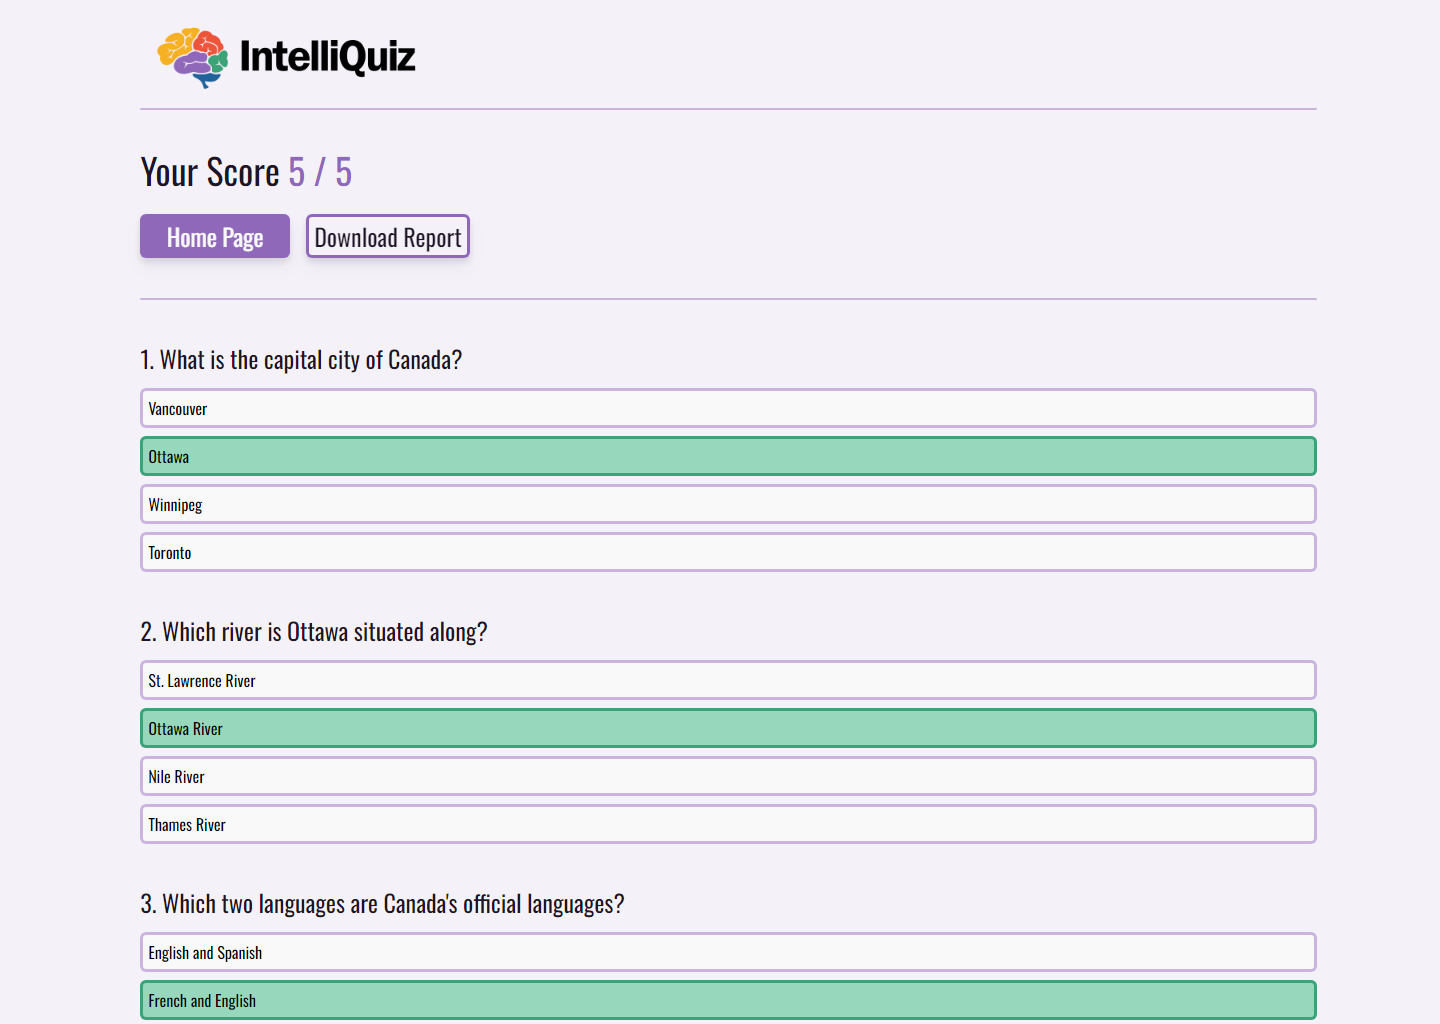 IntelliQuiz
Your Score 5 / 5
Home Page
Download Report
1. What is the capital city of Canada?
Vancouver
Ottawa
Winnipeg
Toronto
2. Which river is Ottawa situated along?
St. Lawrence River
Ottawa River
Nile River
Thames River
3. Which two languages are Canada's official languages?
English and Spanish
French and English